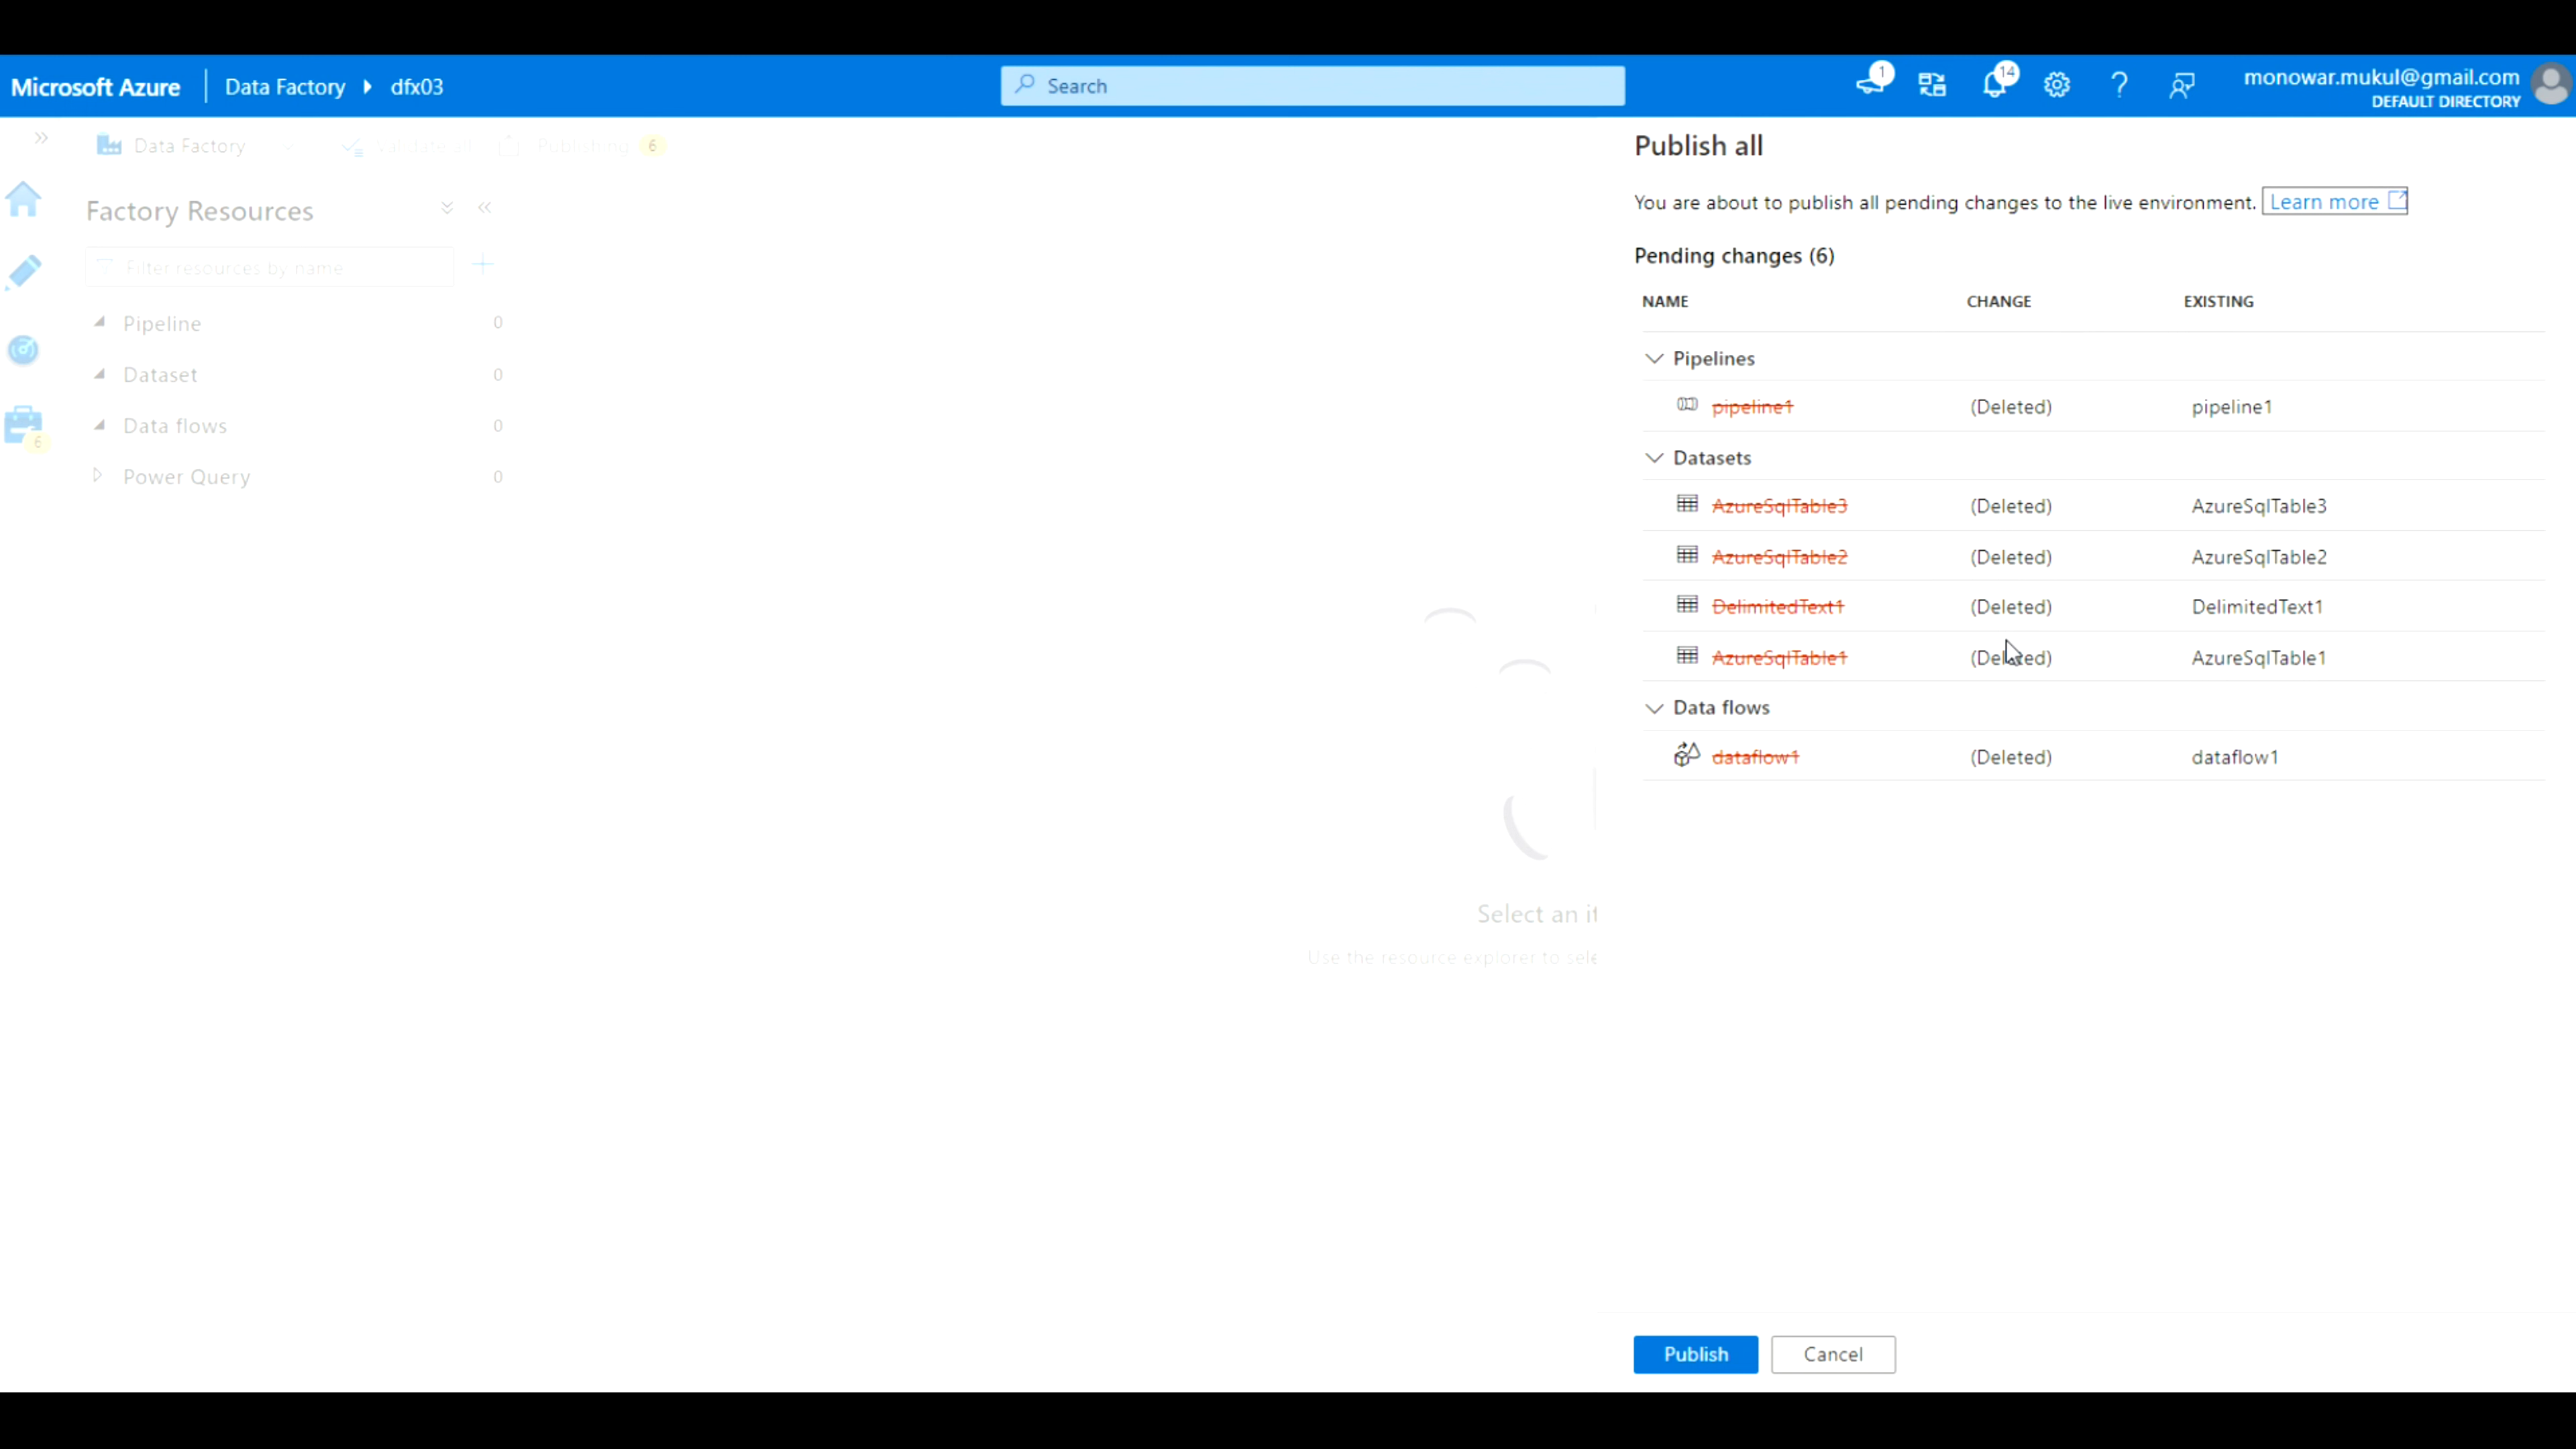 Microsoft Azure Data Factory dfx03
Search
1
14
monowar.mukul@gmail.com
DEFAULT DIRECTORY
Data Factory
Validate all
Publishing 6
Factory Resources
Filter resources by name
Pipeline 0
Dataset 0
Data flows 0
Power Query 0
6
Select an it
Use the resource explorer to sele
Publish all
You are about to publish all pending changes to the live environment. Learn more
Pending changes (6)
NAME CHANGE EXISTING
Pipelines
pipeline1 (Deleted) pipeline1
Datasets
AzureSqlTable3 (Deleted) AzureSqlTable3
AzureSqlTable2 (Deleted) AzureSqlTable2
DelimitedText1 (Deleted) DelimitedText1
AzureSqlTable1 (Deleted) AzureSqlTable1
Data flows
dataflow1 (Deleted) dataflow1
Publish Cancel